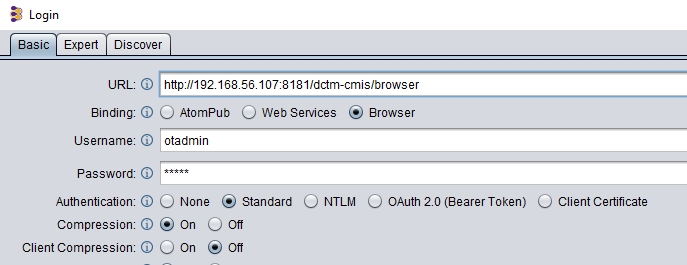 Login
Basic Expert Discover
URL: http://192.168.56.107:8181/dctm-cmis/browser
Binding: AtomPub Web Services Browser
Username: otadmin
Password: *****
Authentication: None Standard NTLM OAuth 2.0 (Bearer Token) Client Certificate
Compression: On Off
Client Compression: On Off